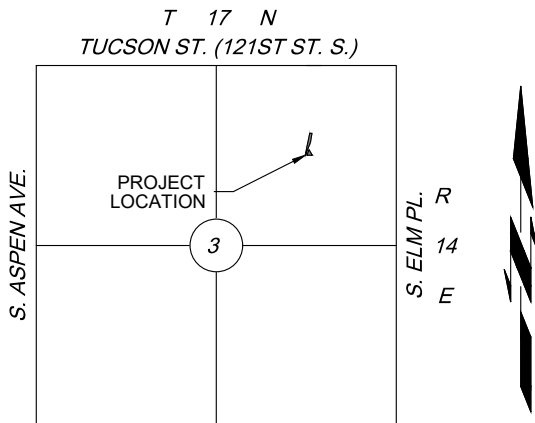 T 17 N
TUCSON ST. (121ST ST. S.)
S. ASPEN AVE.
PROJECT
LOCATION
3
S. ELM PL.
R
14
E
N